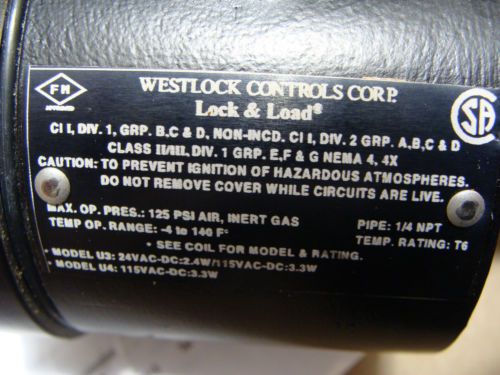 FM
APPROVED
WESTLOCK CONTROLS CORP.
Lock & Load®
SA
CI I, DIV. 1, GRP. B,C & D, NON-INCD. CI I, DIV. 2 GRP. A,B,C & D
CLASS II/III, DIV. 1 GRP. E,F & G NEMA 4, 4X
CAUTION: TO PREVENT IGNITION OF HAZARDOUS ATMOSPHERES.
DO NOT REMOVE COVER WHILE CIRCUITS ARE LIVE.
MAX. OP. PRES.: 125 PSI AIR, INERT GAS PIPE: 1/4 NPT
TEMP OP. RANGE: -4 to 140 F° TEMP. RATING: T6
* SEE COIL FOR MODEL & RATING.
* MODEL U3: 24VAC-DC:2.4W/115VAC-DC:3.3W
* MODEL U4: 115VAC-DC:3.3W